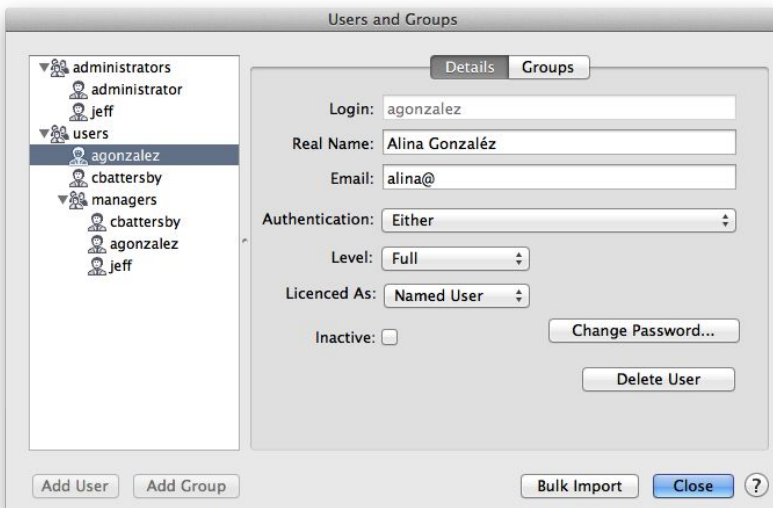 Users and Groups
administrators
administrator
jeff
users
agonzalez
cbattersby
managers
cbattersby
agonzalez
jeff
Details Groups
Login: agonzalez
Real Name: Alina Gonzaléz
Email: alina@
Authentication: Either
Level: Full
Licenced As: Named User
Inactive:
Change Password...
Delete User
Add User Add Group Bulk Import Close ?